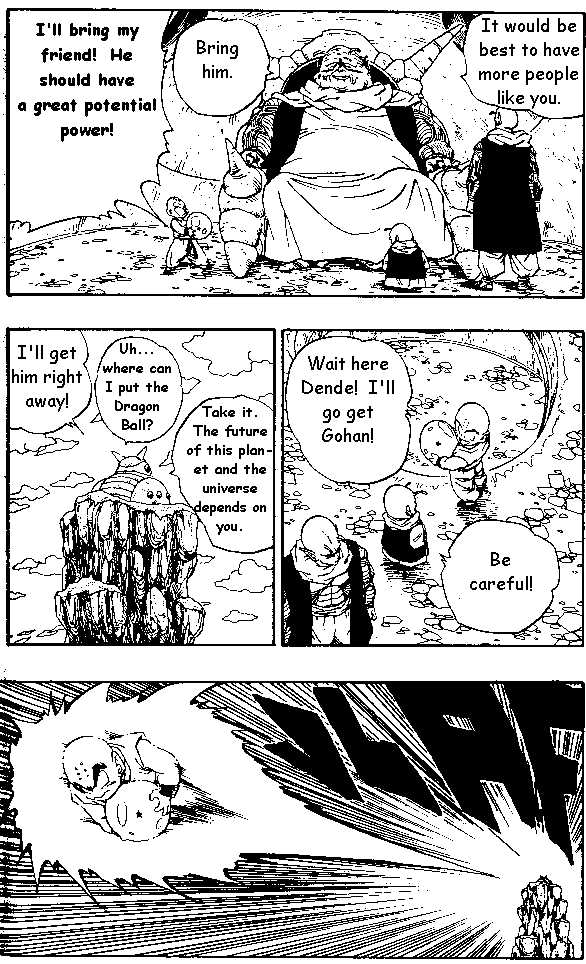 I'll bring my
friend! He
should have
a great potential
power!
Bring
him.
It would be
best to have
more people
like you.
I'll get
him right
away!
Uh...
where can
I put the
Dragon
Ball?
Take it.
The future
of this plan-
et and the
universe
depends on
you.
Wait here
Dende! I'll
go get
Gohan!
Be
careful!